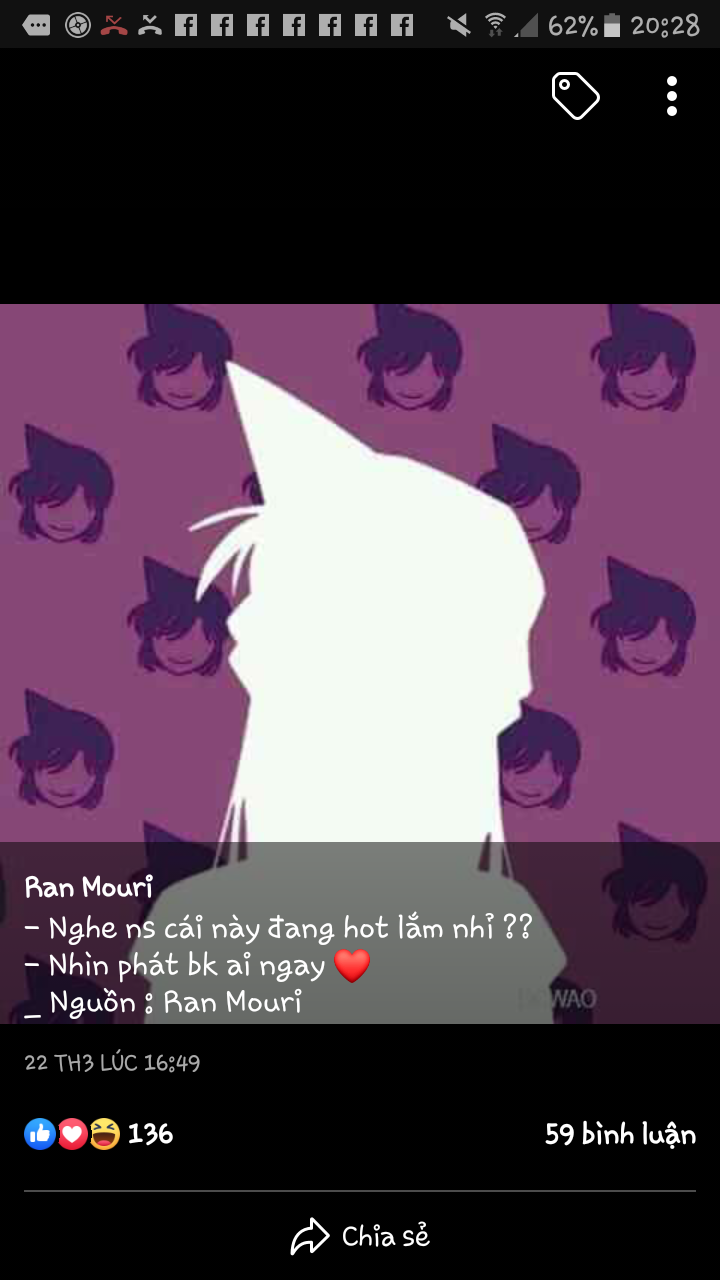 62% 20:28
Ran Mouri
- Nghe ns cái này đang hot lắm nhỉ ??
- Nhìn phát bk ai ngay ❤️
_ Nguồn : Ran Mouri
22 TH3 LÚC 16:49
136
59 bình luận
Chia sẻ